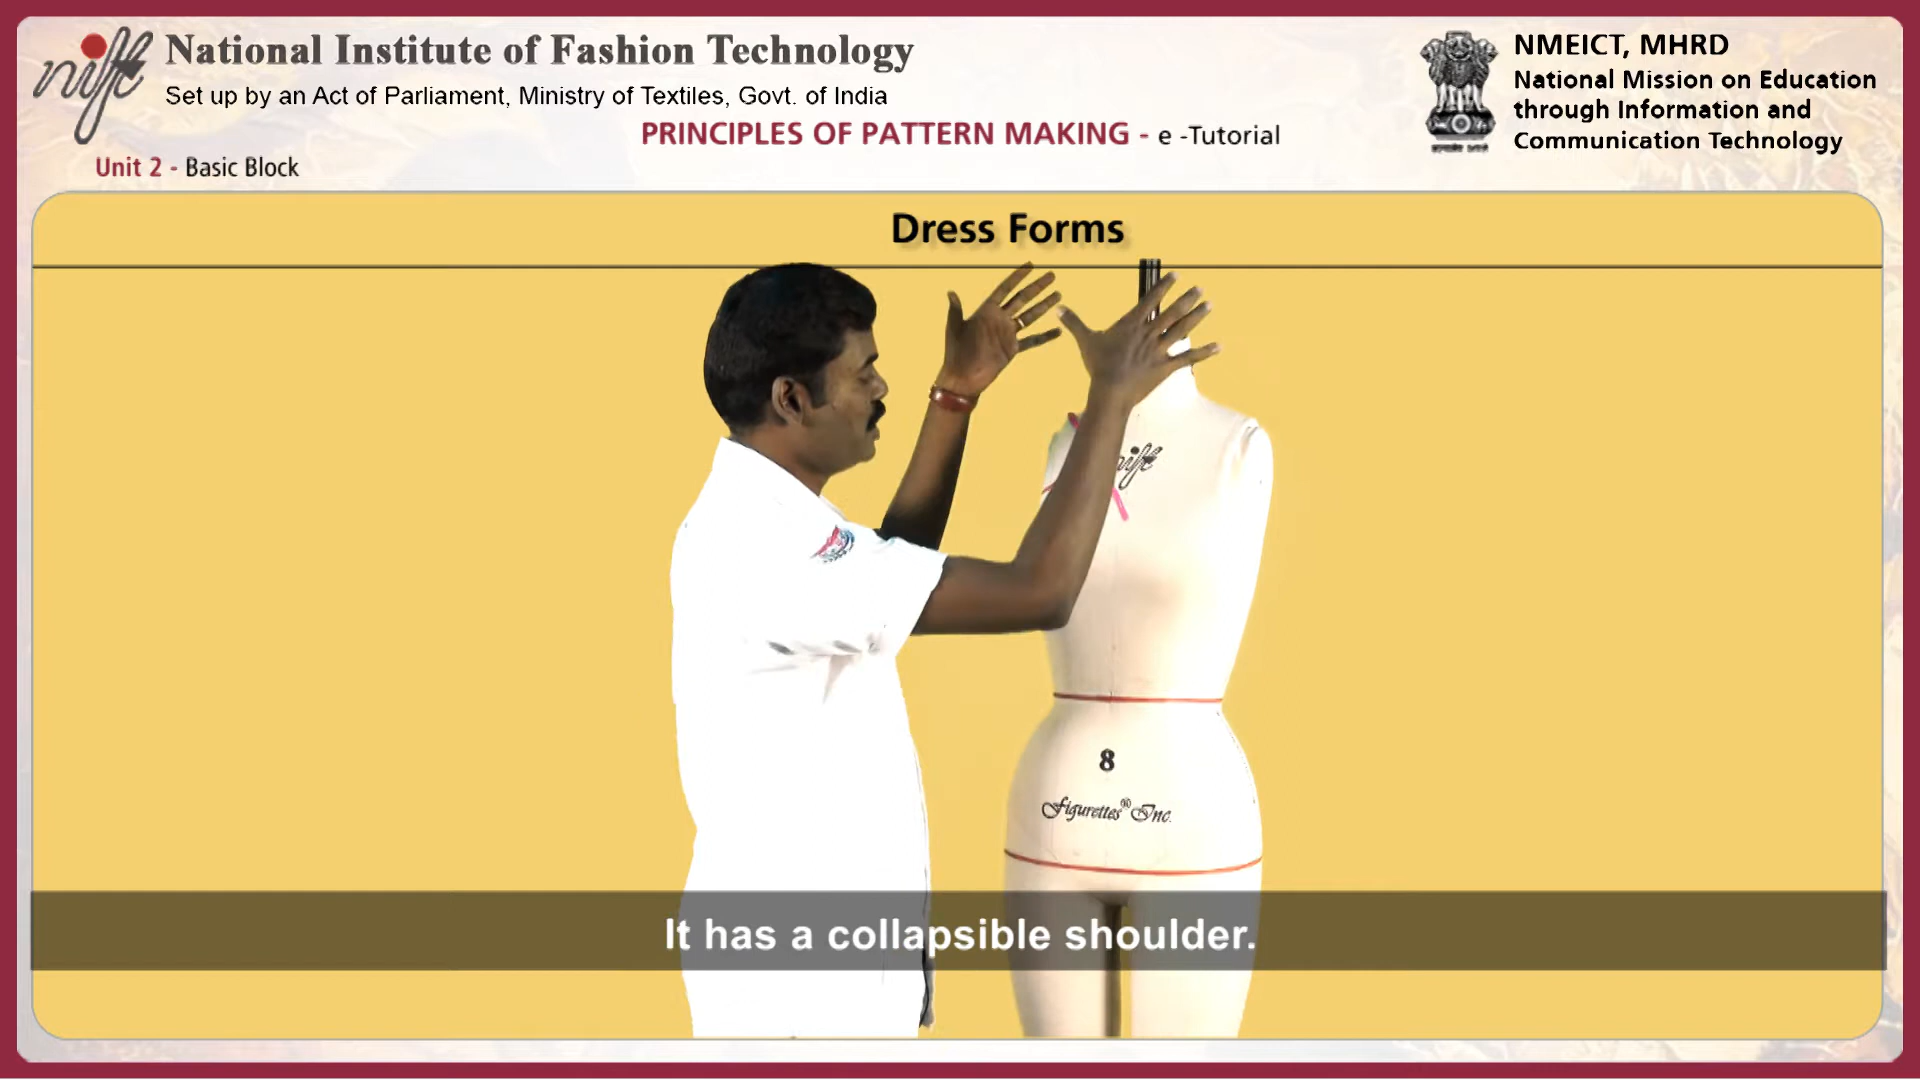 nift
National Institute of Fashion Technology
Set up by an Act of Parliament, Ministry of Textiles, Govt. of India
NMEICT, MHRD
National Mission on Education
through Information and
Communication Technology
PRINCIPLES OF PATTERN MAKING - e -Tutorial
Unit 2 - Basic Block
Dress Forms
nift
8
Figurettes® Inc.
It has a collapsible shoulder.